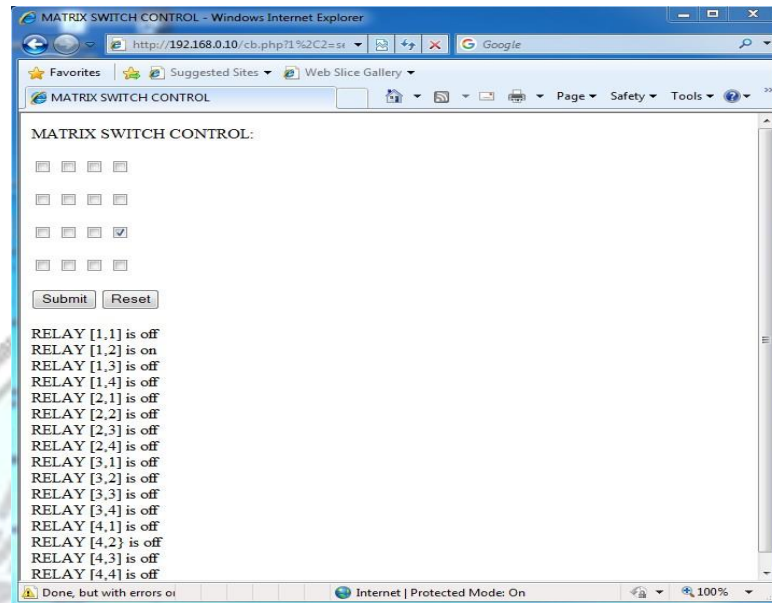 MATRIX SWITCH CONTROL - Windows Internet Explorer
http://192.168.0.10/cb.php?1%2C2=se
Google
Favorites Suggested Sites Web Slice Gallery
MATRIX SWITCH CONTROL Page Safety Tools
MATRIX SWITCH CONTROL:
Submit Reset
RELAY [1,1] is off
RELAY [1,2] is on
RELAY [1,3] is off
RELAY [1,4] is off
RELAY [2,1] is off
RELAY [2,2] is off
RELAY [2,3] is off
RELAY [2,4] is off
RELAY [3,1] is off
RELAY [3,2] is off
RELAY [3,3] is off
RELAY [3,4] is off
RELAY [4,1] is off
RELAY [4,2} is off
RELAY [4,3] is off
RELAY [4,4] is off
Done, but with errors o Internet | Protected Mode: On 100%